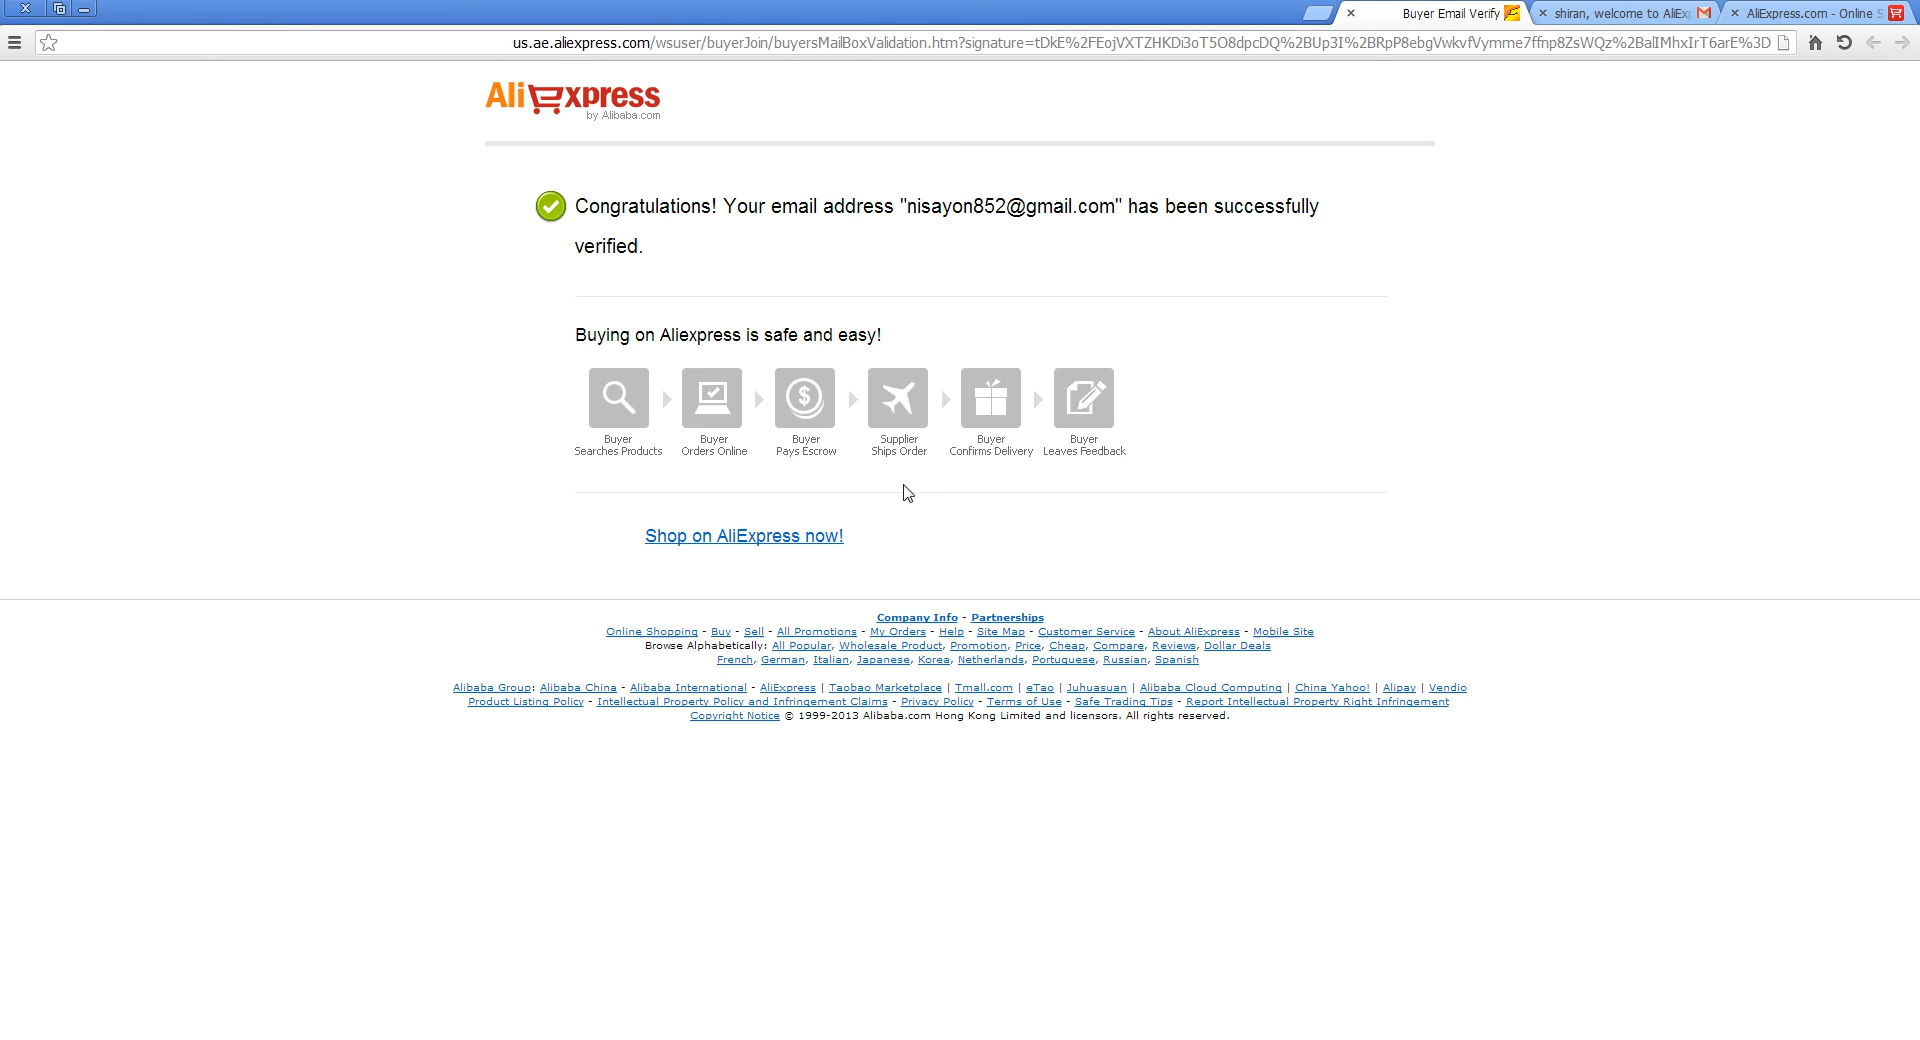 Buyer Email Verify
shiran, welcome to AliEx
AliExpress.com - Online S
us.ae.aliexpress.com/wsuser/buyerJoin/buyersMailBoxValidation.htm?signature=tDkE%2FEojVXTZHKDi3oT5O8dpcDQ%2BUp3I%2BRpP8ebgVwkvfVymme7ffnp8ZsWQz%2BalIMhxIrT6arE%3D
AliExpress
by Alibaba.com
Congratulations! Your email address "nisayon852@gmail.com" has been successfully
verified.
Buying on Aliexpress is safe and easy!
Buyer
Searches Products
Buyer
Orders Online
Buyer
Pays Escrow
Supplier
Ships Order
Buyer
Confirms Delivery
Buyer
Leaves Feedback
Shop on AliExpress now!
Company Info - Partnerships
Online Shopping - Buy - Sell - All Promotions - My Orders - Help - Site Map - Customer Service - About AliExpress - Mobile Site
Browse Alphabetically: All Popular, Wholesale Product, Promotion, Price, Cheap, Compare, Reviews, Dollar Deals
French, German, Italian, Japanese, Korea, Netherlands, Portuguese, Russian, Spanish
Alibaba Group: Alibaba China - Alibaba International - AliExpress | Taobao Marketplace | Tmall.com | eTao | Juhuasuan | Alibaba Cloud Computing | China Yahoo! | Alipay | Vendio
Product Listing Policy - Intellectual Property Policy and Infringement Claims - Privacy Policy - Terms of Use - Safe Trading Tips - Report Intellectual Property Right Infringement
Copyright Notice © 1999-2013 Alibaba.com Hong Kong Limited and licensors. All rights reserved.